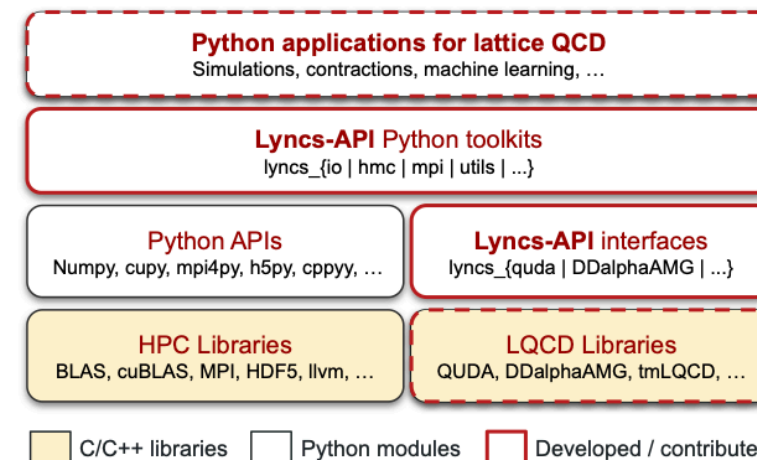 Python applications for lattice QCD
Simulations, contractions, machine learning, …
Lyncs-API Python toolkits
lyncs_{io | hmc | mpi | utils | ...}
Python APIs
Numpy, cupy, mpi4py, h5py, cppyy, …
Lyncs-API interfaces
lyncs_{quda | DDalphaAMG | ...}
HPC Libraries
BLAS, cuBLAS, MPI, HDF5, llvm, …
LQCD Libraries
QUDA, DDalphaAMG, tmLQCD, …
C/C++ libraries
Python modules
Developed / contribute